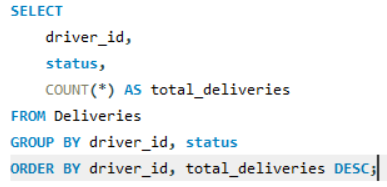 SELECT
    driver_id,
    status,
    COUNT(*) AS total_deliveries
FROM Deliveries
GROUP BY driver_id, status
ORDER BY driver_id, total_deliveries DESC;